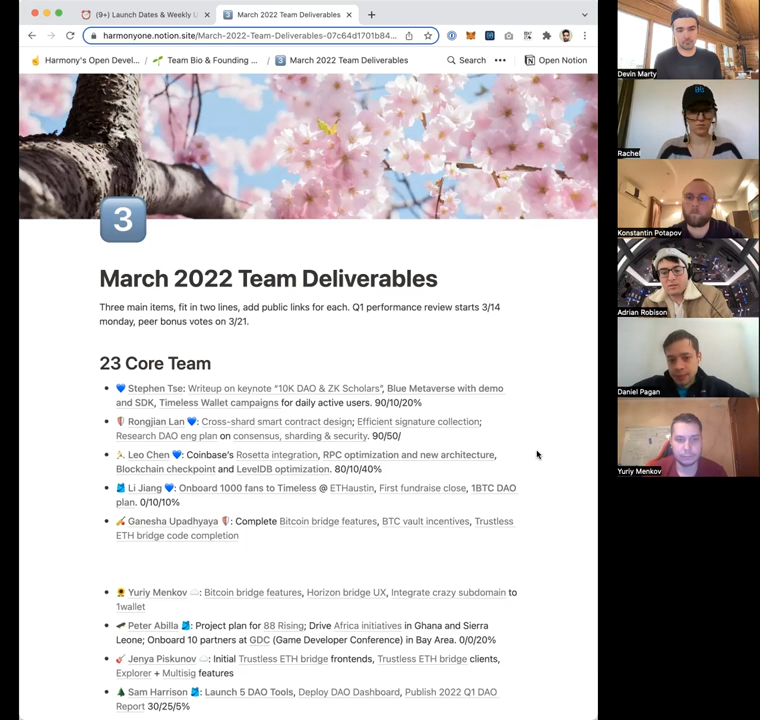 (9+) Launch Dates & Weekly U
March 2022 Team Deliverables
harmonyone.notion.site/March-2022-Team-Deliverables-07c64d1701b84...
Harmony's Open Devel... / Team Bio & Founding ... / March 2022 Team Deliverables
Search
Open Notion
3
March 2022 Team Deliverables
Three main items, fit in two lines, add public links for each. Q1 performance review starts 3/14
monday, peer bonus votes on 3/21.
23 Core Team
Stephen Tse: Writeup on keynote “10K DAO & ZK Scholars”, Blue Metaverse with demo
and SDK, Timeless Wallet campaigns for daily active users. 90/10/20%
Rongjian Lan 💙: Cross-shard smart contract design; Efficient signature collection;
Research DAO eng plan on consensus, sharding & security. 90/50/
Leo Chen 💙: Coinbase's Rosetta integration, RPC optimization and new architecture,
Blockchain checkpoint and LevelDB optimization. 80/10/40%
Li Jiang 💙: Onboard 1000 fans to Timeless @ ETHaustin, First fundraise close, 1BTC DAO
plan. 0/10/10%
Ganesha Upadhyaya: Complete Bitcoin bridge features, BTC vault incentives, Trustless
ETH bridge code completion
Yuriy Menkov: Bitcoin bridge features, Horizon bridge UX, Integrate crazy subdomain to
1wallet
Peter Abilla: Project plan for 88 Rising; Drive Africa initiatives in Ghana and Sierra
Leone; Onboard 10 partners at GDC (Game Developer Conference) in Bay Area. 0/0/20%
Jenya Piskunov: Initial Trustless ETH bridge frontends, Trustless ETH bridge clients,
Explorer + Multisig features
Sam Harrison: Launch 5 DAO Tools, Deploy DAO Dashboard, Publish 2022 Q1 DAO
Report 30/25/5%
Devin Marty
Rachel
Konstantin Potapov
Adrian Robison
Daniel Pagan
Yuriy Menkov